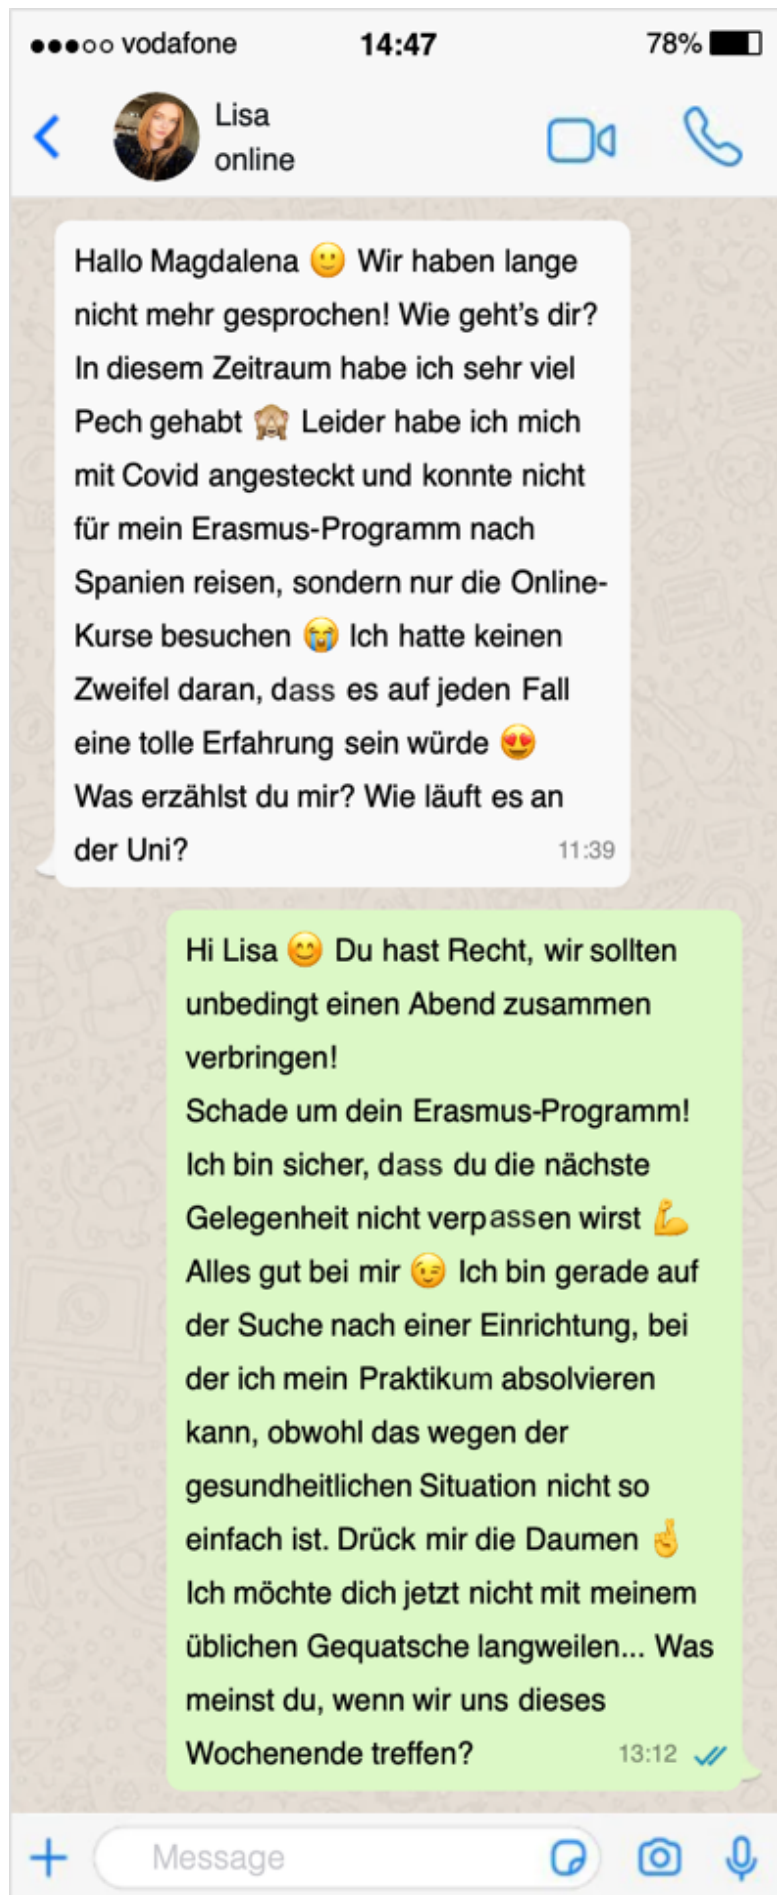 vodafone 14:47 78%
Lisa
online
Hallo Magdalena 🙂 Wir haben lange
nicht mehr gesprochen! Wie geht's dir?
In diesem Zeitraum habe ich sehr viel
Pech gehabt 🙈 Leider habe ich mich
mit Covid angesteckt und konnte nicht
für mein Erasmus-Programm nach
Spanien reisen, sondern nur die Online-
Kurse besuchen 😭 Ich hatte keinen
Zweifel daran, dass es auf jeden Fall
eine tolle Erfahrung sein würde 😍
Was erzählst du mir? Wie läuft es an
der Uni? 11:39
Hi Lisa 😊 Du hast Recht, wir sollten
unbedingt einen Abend zusammen
verbringen!
Schade um dein Erasmus-Programm!
Ich bin sicher, dass du die nächste
Gelegenheit nicht verpassen wirst 💪
Alles gut bei mir 😉 Ich bin gerade auf
der Suche nach einer Einrichtung, bei
der ich mein Praktikum absolvieren
kann, obwohl das wegen der
gesundheitlichen Situation nicht so
einfach ist. Drück mir die Daumen 🤞
Ich möchte dich jetzt nicht mit meinem
üblichen Gequatsche langweilen... Was
meinst du, wenn wir uns dieses
Wochenende treffen? 13:12
Message